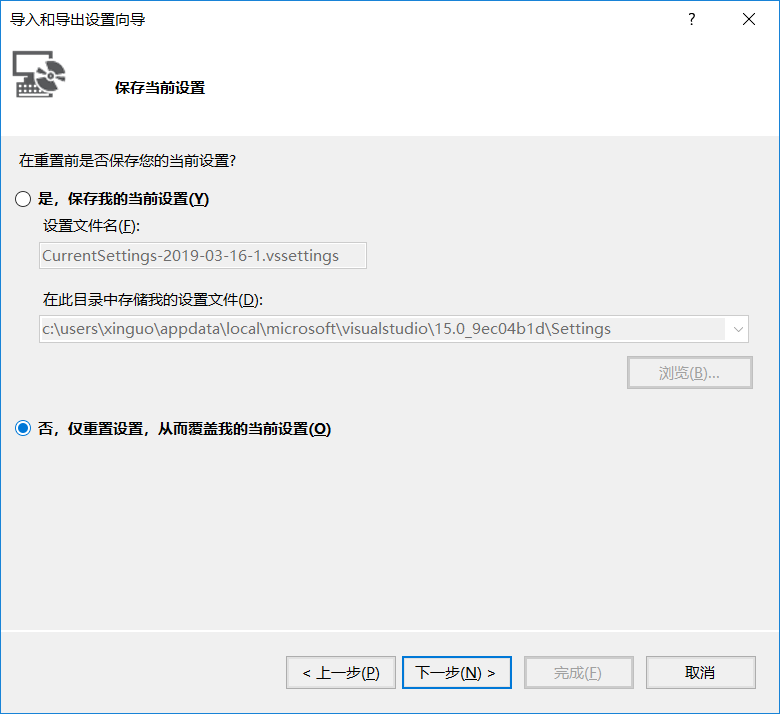 导入和导出设置向导
?
保存当前设置
在重置前是否保存您的当前设置?
是，保存我的当前设置(Y)
设置文件名(F):
CurrentSettings-2019-03-16-1.vssettings
在此目录中存储我的设置文件(D):
c:\users\xinguo\appdata\local\microsoft\visualstudio\15.0_9ec04b1d\Settings
浏览(B)...
否，仅重置设置，从而覆盖我的当前设置(O)
< 上一步(P) 下一步(N) > 完成(F) 取消